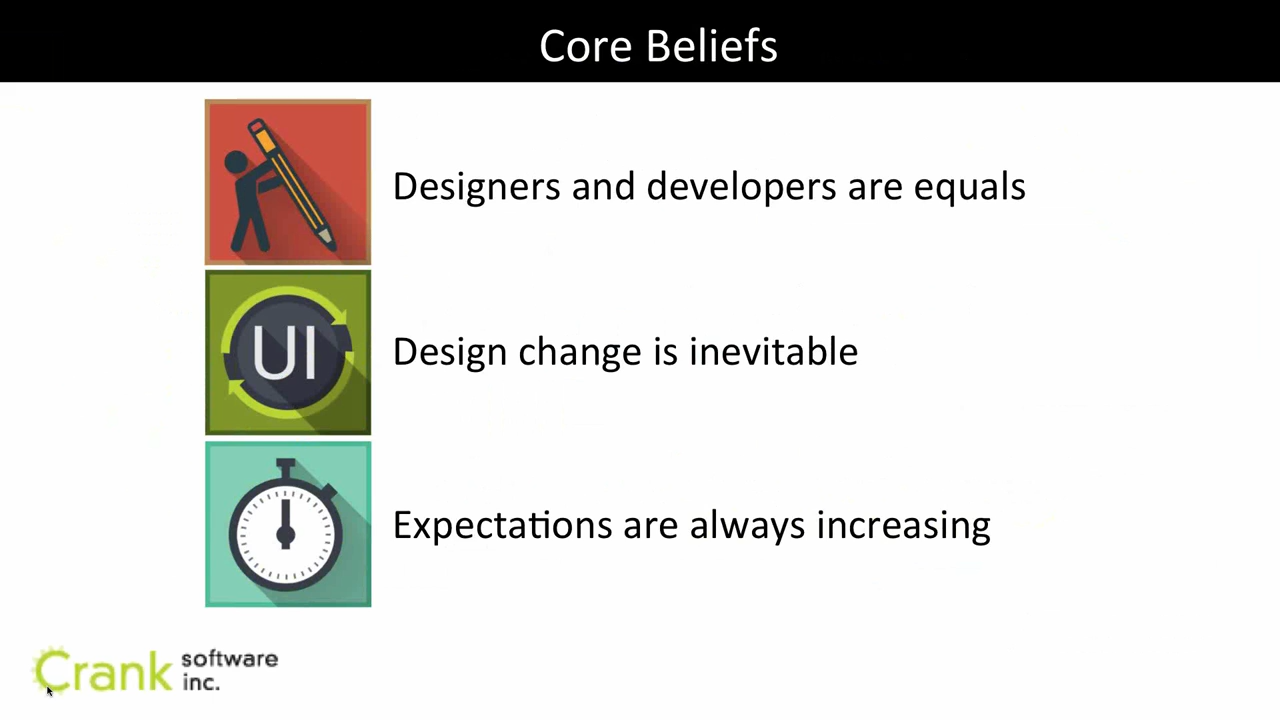 Core Beliefs
Designers and developers are equals
UI
Design change is inevitable
Expectations are always increasing
Crank software inc.